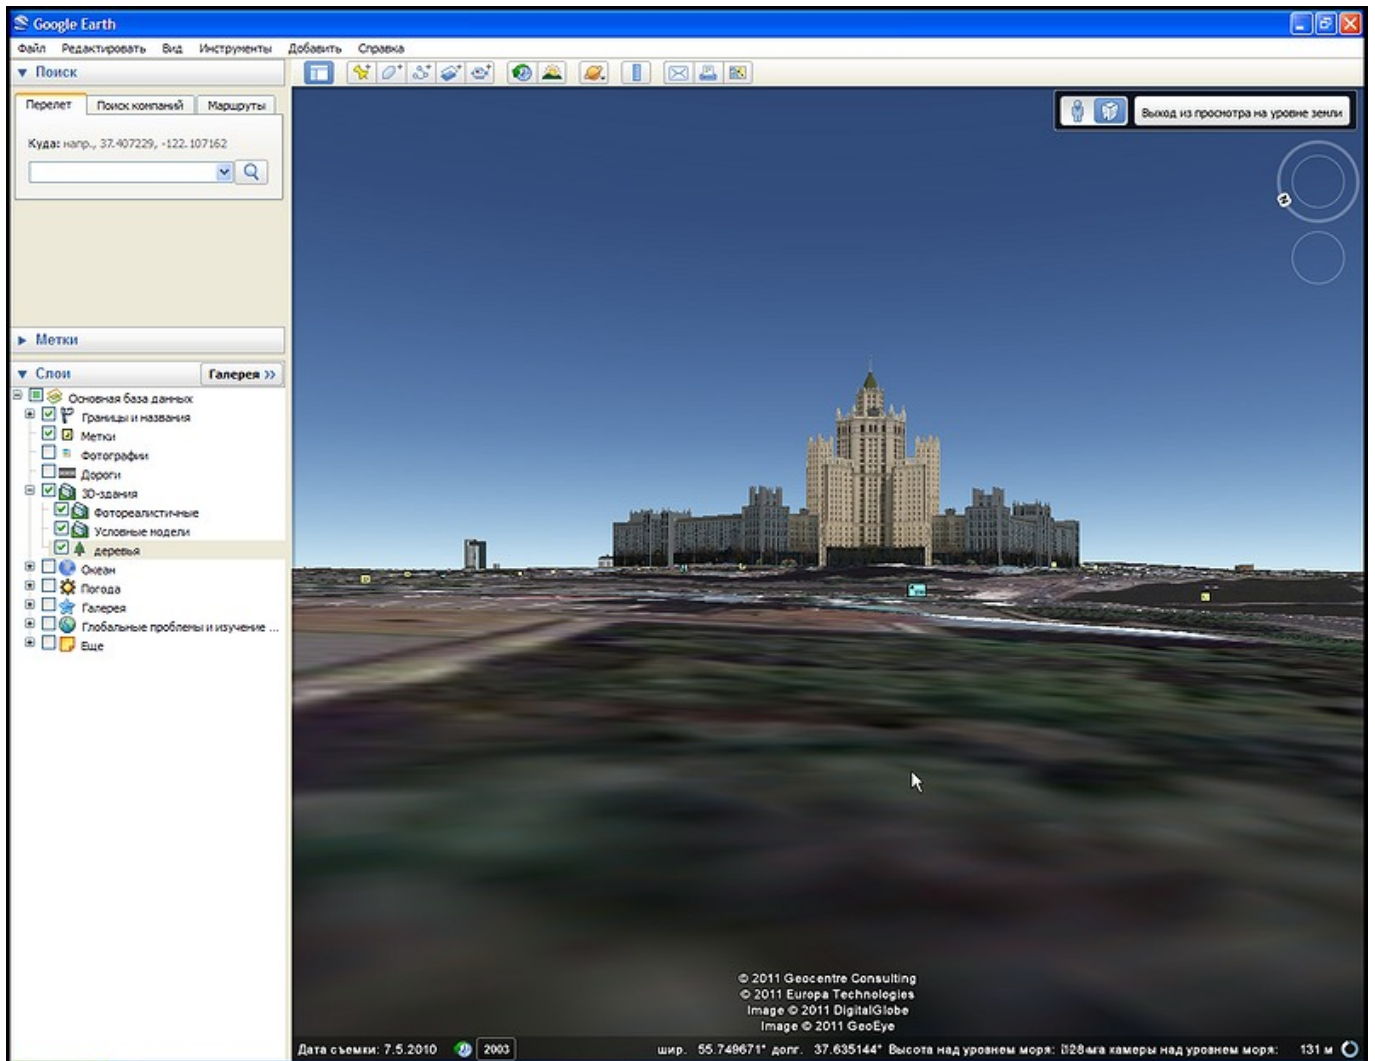 Google Earth
Файл Редактировать Вид Инструменты Добавить Справка
Поиск
Перелет Поиск компаний Маршруты
Куда: напр., 37.407229, -122.107162
Выход из просмотра на уровне земли
Метки
Слои Галерея >>
Основная база данных
Границы и названия
Метки
Фотографии
Дороги
3D-здания
Фотореалистичные
Условные модели
деревья
Океан
Погода
Галерея
Глобальные проблемы и изучение ...
Еще
© 2011 Geocentre Consulting
© 2011 Europa Technologies
Image © 2011 DigitalGlobe
Image © 2011 GeoEye
Дата съемки: 7.5.2010 2003 шир. 55.749671° долг. 37.635144° Высота над уровнем моря: камеры над уровнем моря: 131 м